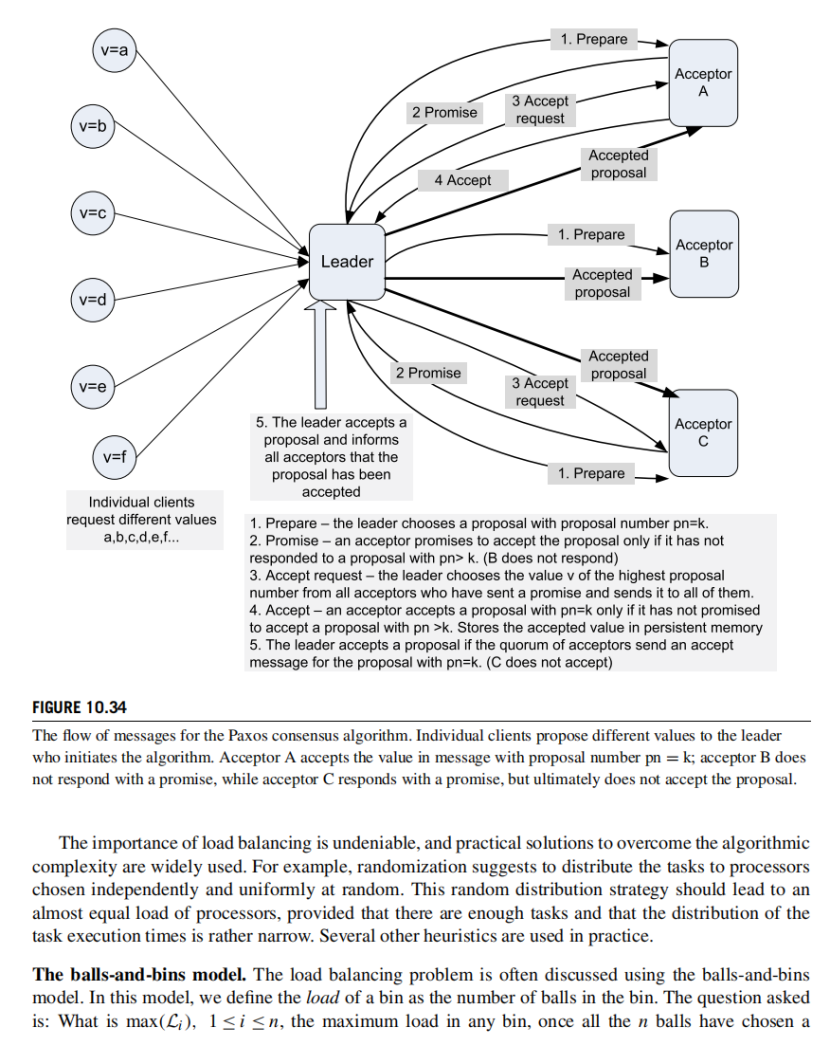 v=a
v=b
v=c
v=d
v=e
v=f
Individual clients
request different values
a,b,c,d,e,f...
Leader
1. Prepare
2 Promise
3 Accept
request
4 Accept
Accepted
proposal
Acceptor
A
1. Prepare
Accepted
proposal
Acceptor
B
Accepted
proposal
2 Promise
3 Accept
request
1. Prepare
Acceptor
C
5. The leader accepts a
proposal and informs
all acceptors that the
proposal has been
accepted
1. Prepare – the leader chooses a proposal with proposal number pn=k.
2. Promise – an acceptor promises to accept the proposal only if it has not
responded to a proposal with pn> k. (B does not respond)
3. Accept request – the leader chooses the value v of the highest proposal
number from all acceptors who have sent a promise and sends it to all of them.
4. Accept – an acceptor accepts a proposal with pn=k only if it has not promised
to accept a proposal with pn >k. Stores the accepted value in persistent memory
5. The leader accepts a proposal if the quorum of acceptors send an accept
message for the proposal with pn=k. (C does not accept)
FIGURE 10.34
The flow of messages for the Paxos consensus algorithm. Individual clients propose different values to the leader
who initiates the algorithm. Acceptor A accepts the value in message with proposal number pn = k; acceptor B does
not respond with a promise, while acceptor C responds with a promise, but ultimately does not accept the proposal.
The importance of load balancing is undeniable, and practical solutions to overcome the algorithmic
complexity are widely used. For example, randomization suggests to distribute the tasks to processors
chosen independently and uniformly at random. This random distribution strategy should lead to an
almost equal load of processors, provided that there are enough tasks and that the distribution of the
task execution times is rather narrow. Several other heuristics are used in practice.
The balls-and-bins model. The load balancing problem is often discussed using the balls-and-bins
model. In this model, we define the load of a bin as the number of balls in the bin. The question asked
is: What is max(ℒi), 1 ≤ i ≤ n, the maximum load in any bin, once all the n balls have chosen a